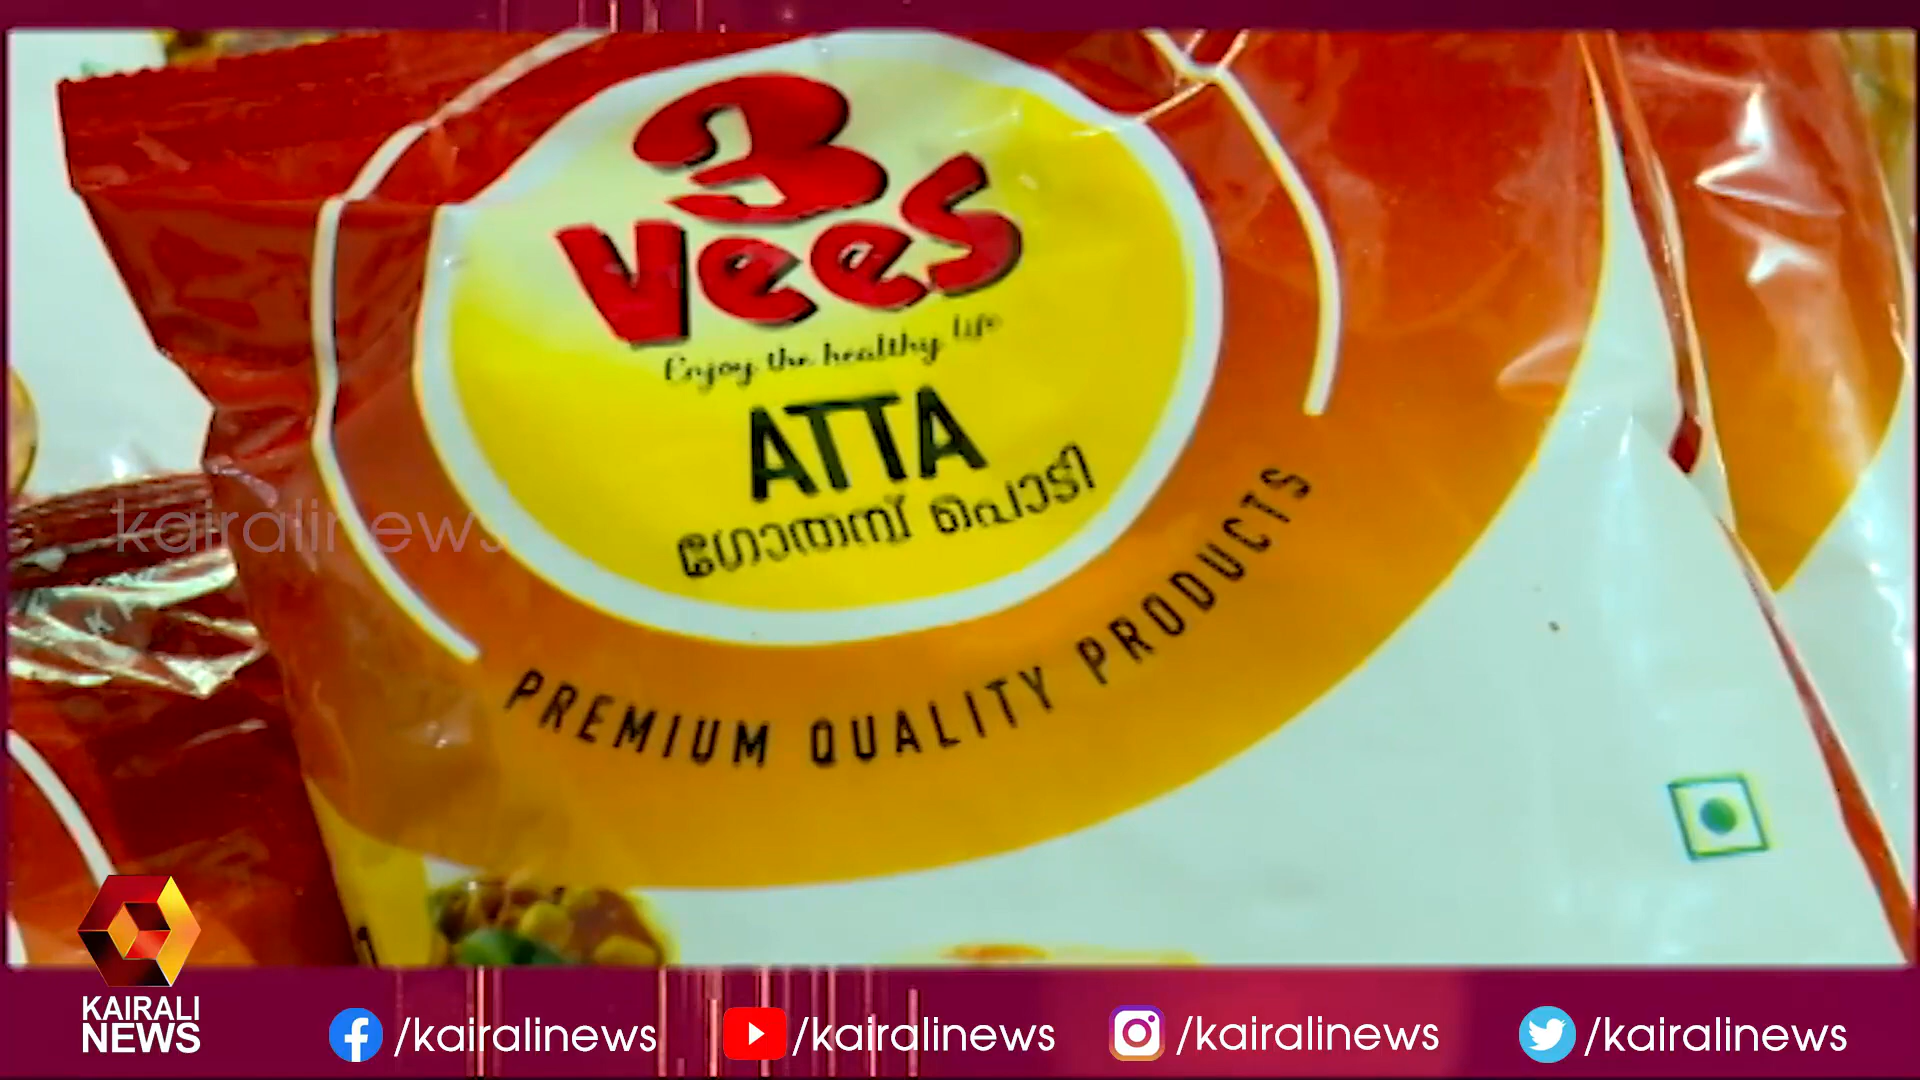 3
Vees
Enjoy the healthy life
ATTA
ഗോതമ്പ് പൊടി
PREMIUM QUALITY PRODUCTS
kairalinews
KAIRALI
NEWS
/kairalinews
/kairalinews
/kairalinews
/kairalinews